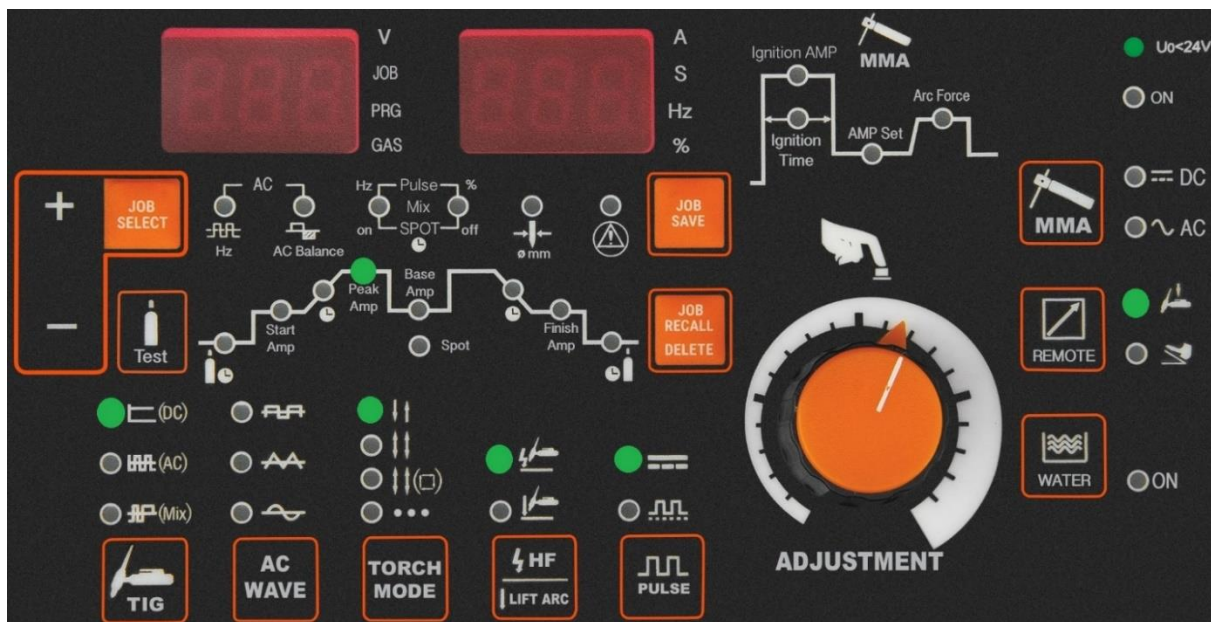 V
JOB
PRG
GAS
A
S
Hz
%
Ignition AMP
MMA
Ignition
Time
AMP Set
Arc Force
Uo<24V
ON
+
−
JOB
SELECT
AC
Hz
AC Balance
Hz
Pulse
%
Mix
on
SPOT
off
ø mm
JOB
SAVE
MMA
DC
AC
Test
Start
Amp
Peak
Amp
Base
Amp
Spot
Finish
Amp
JOB
RECALL
DELETE
REMOTE
(DC)
(AC)
(Mix)
WATER
ON
TIG
AC
WAVE
TORCH
MODE
HF
LIFT ARC
PULSE
ADJUSTMENT